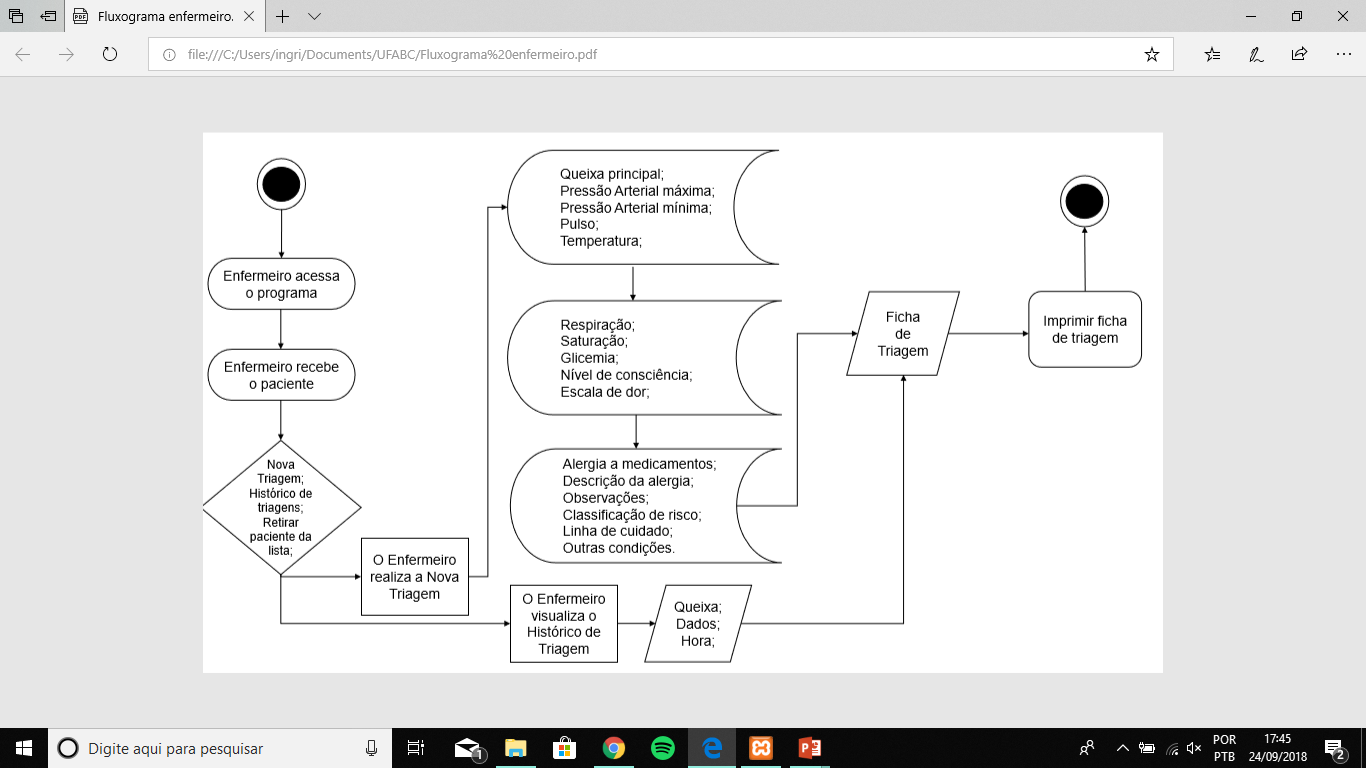 Fluxograma enfermeiro.
file:///C:/Users/ingri/Documents/UFABC/Fluxograma%20enfermeiro.pdf
Enfermeiro acessa
o programa
Enfermeiro recebe
o paciente
Nova
Triagem;
Histórico de
triagens;
Retirar
paciente da
lista;
O Enfermeiro
realiza a Nova
Triagem
Queixa principal;
Pressão Arterial máxima;
Pressão Arterial mínima;
Pulso;
Temperatura;
Respiração;
Saturação;
Glicemia;
Nível de consciência;
Escala de dor;
Alergia a medicamentos;
Descrição da alergia;
Observações;
Classificação de risco;
Linha de cuidado;
Outras condições.
O Enfermeiro
visualiza o
Histórico de
Triagem
Queixa;
Dados;
Hora;
Ficha
de
Triagem
Imprimir ficha
de triagem
Digite aqui para pesquisar
1
POR
PTB
17:45
24/09/2018
2